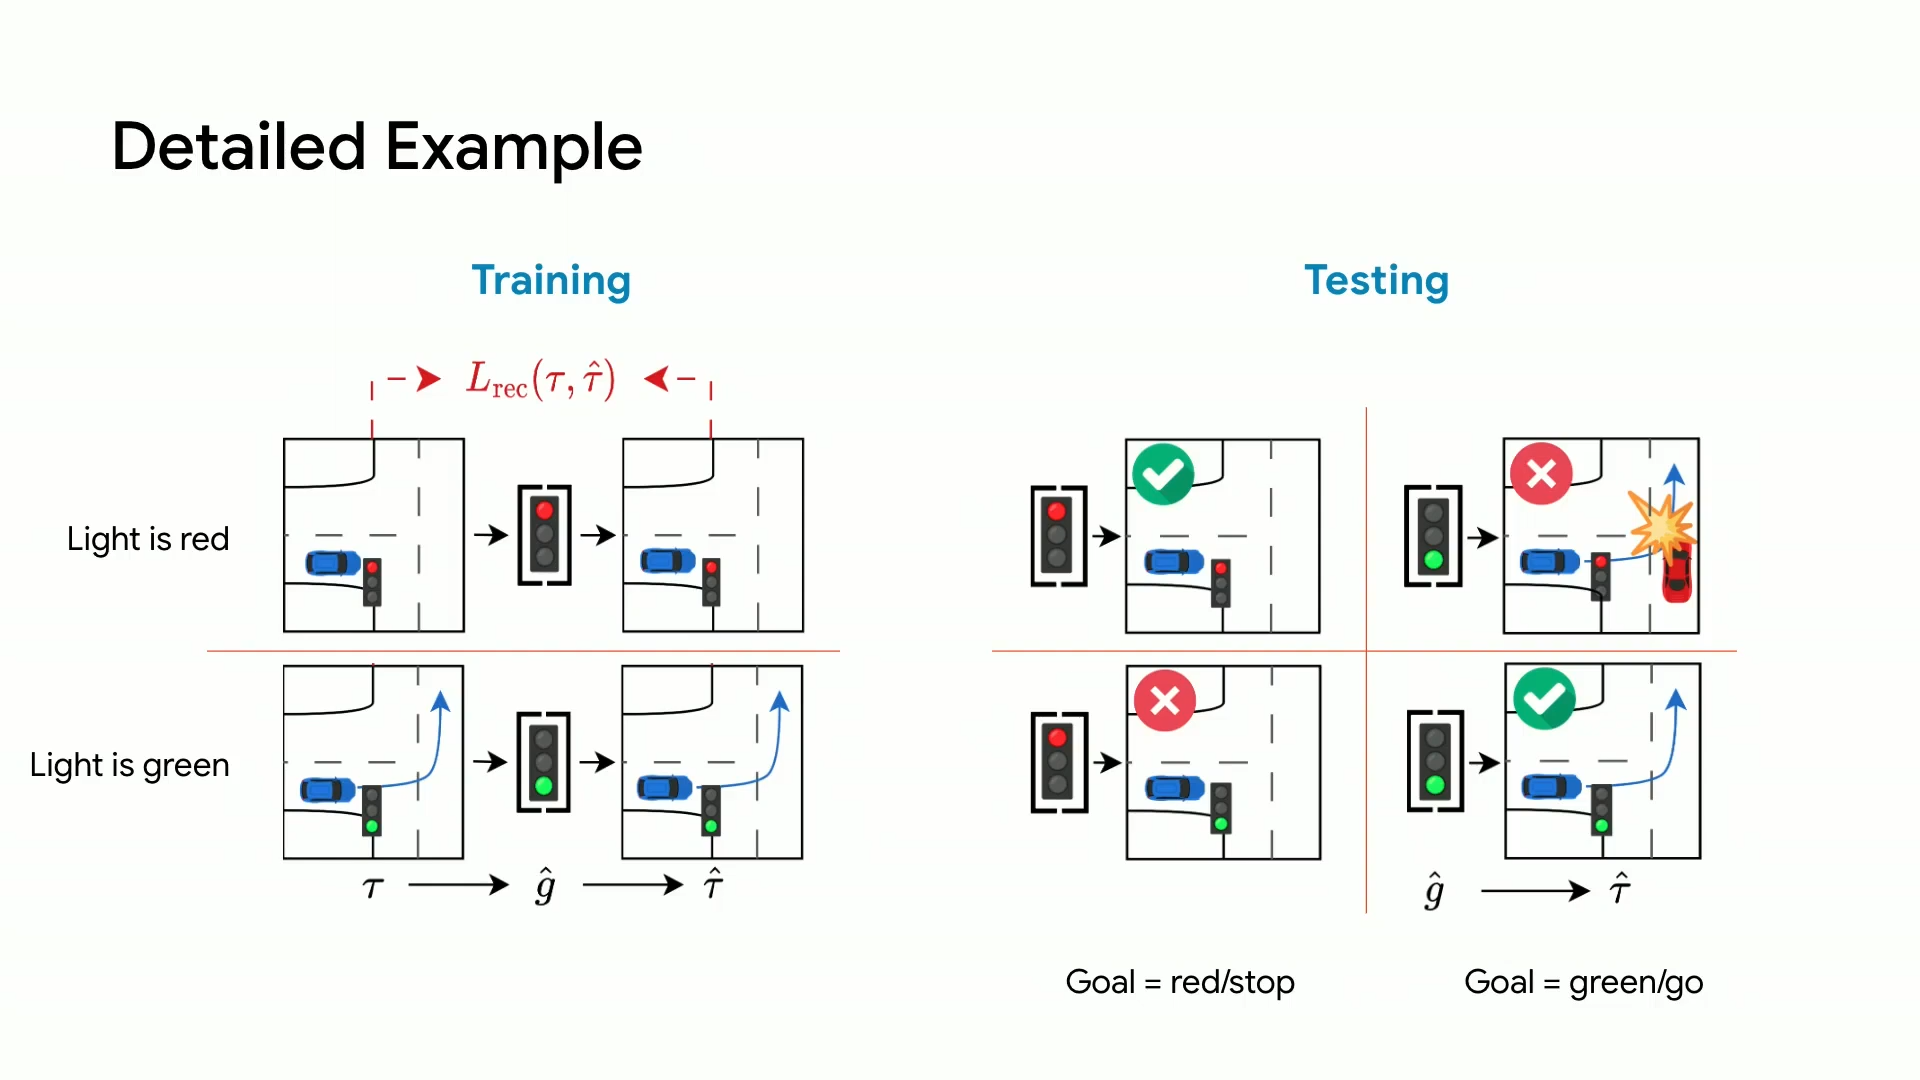 Detailed Example
Training
Testing
L_rec(τ, τ̂)
Light is red
Light is green
τ → ĝ → τ̂
ĝ → τ̂
Goal = red/stop
Goal = green/go